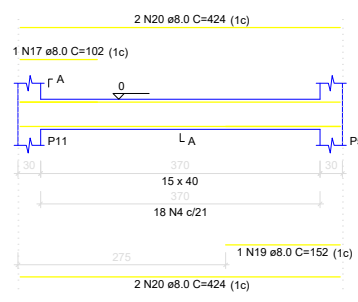 2 N20 ø8.0 C=424 (1c)
1 N17 ø8.0 C=102 (1c)
A
0
A
P11
30 370 30
15 x 40
370
18 N4 c/21
275
1 N19 ø8.0 C=152 (1c)
2 N20 ø8.0 C=424 (1c)